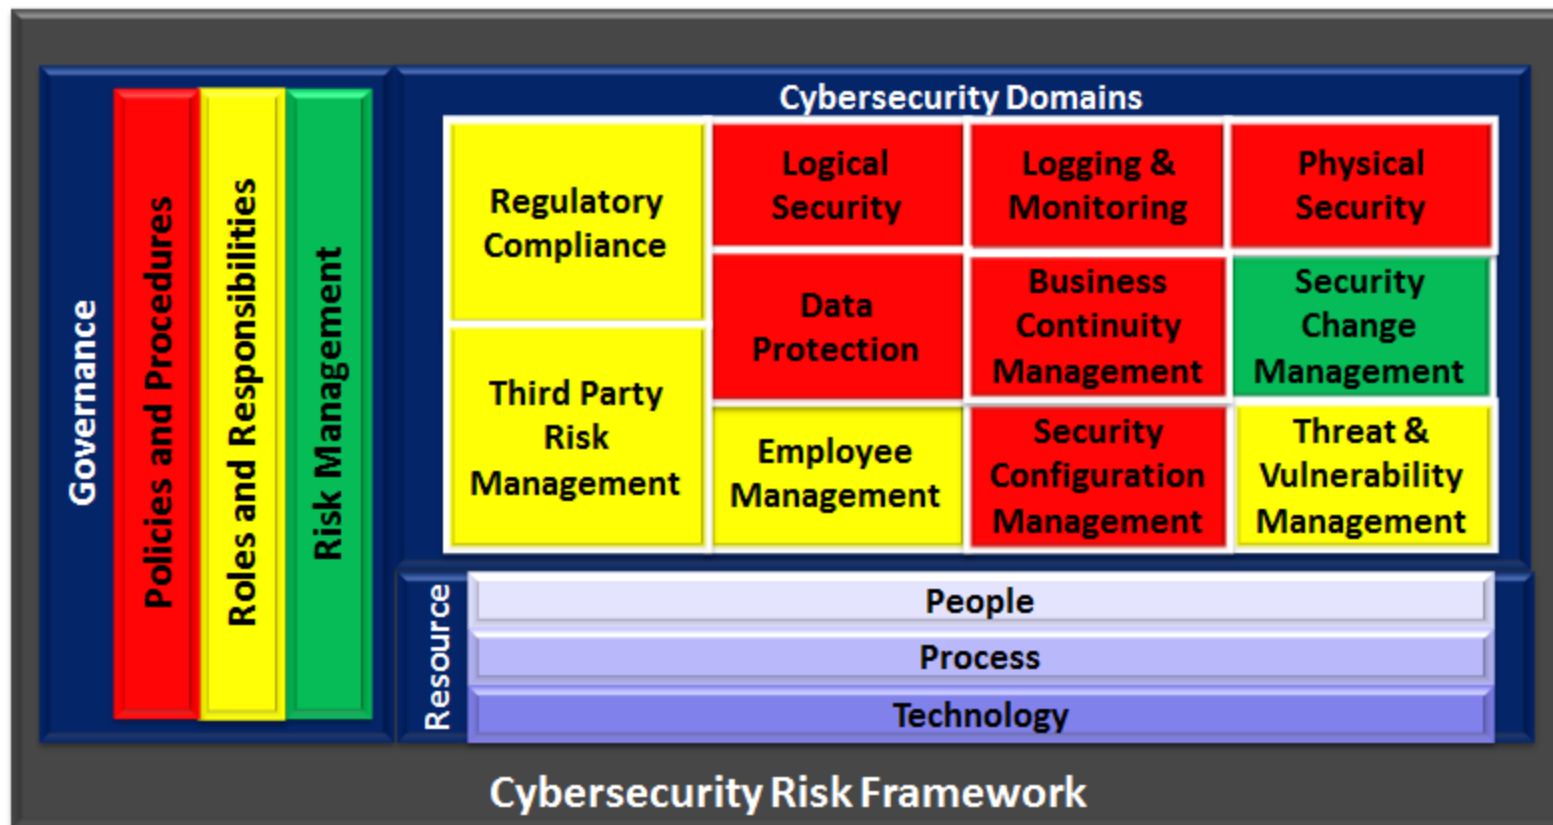 Governance
Policies and Procedures
Roles and Responsibilities
Risk Management
Cybersecurity Domains
Regulatory
Compliance
Third Party
Risk
Management
Logical
Security
Data
Protection
Employee
Management
Logging &
Monitoring
Business
Continuity
Management
Security
Configuration
Management
Physical
Security
Security
Change
Management
Threat &
Vulnerability
Management
Resource
People
Process
Technology
Cybersecurity Risk Framework